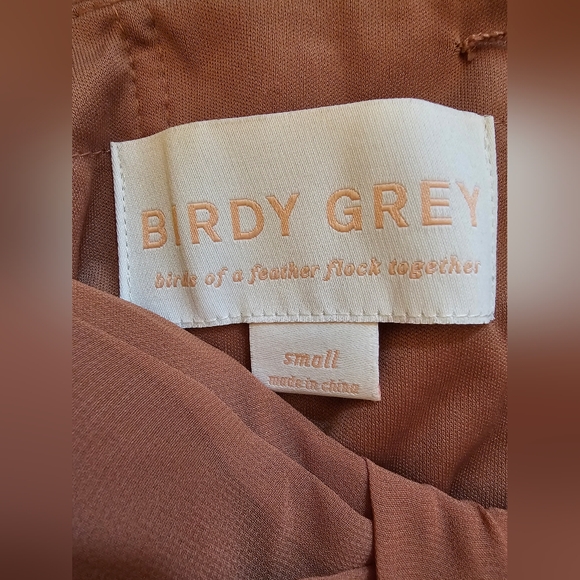 BIRDY GREY
birds of a feather flock together
small
made in china